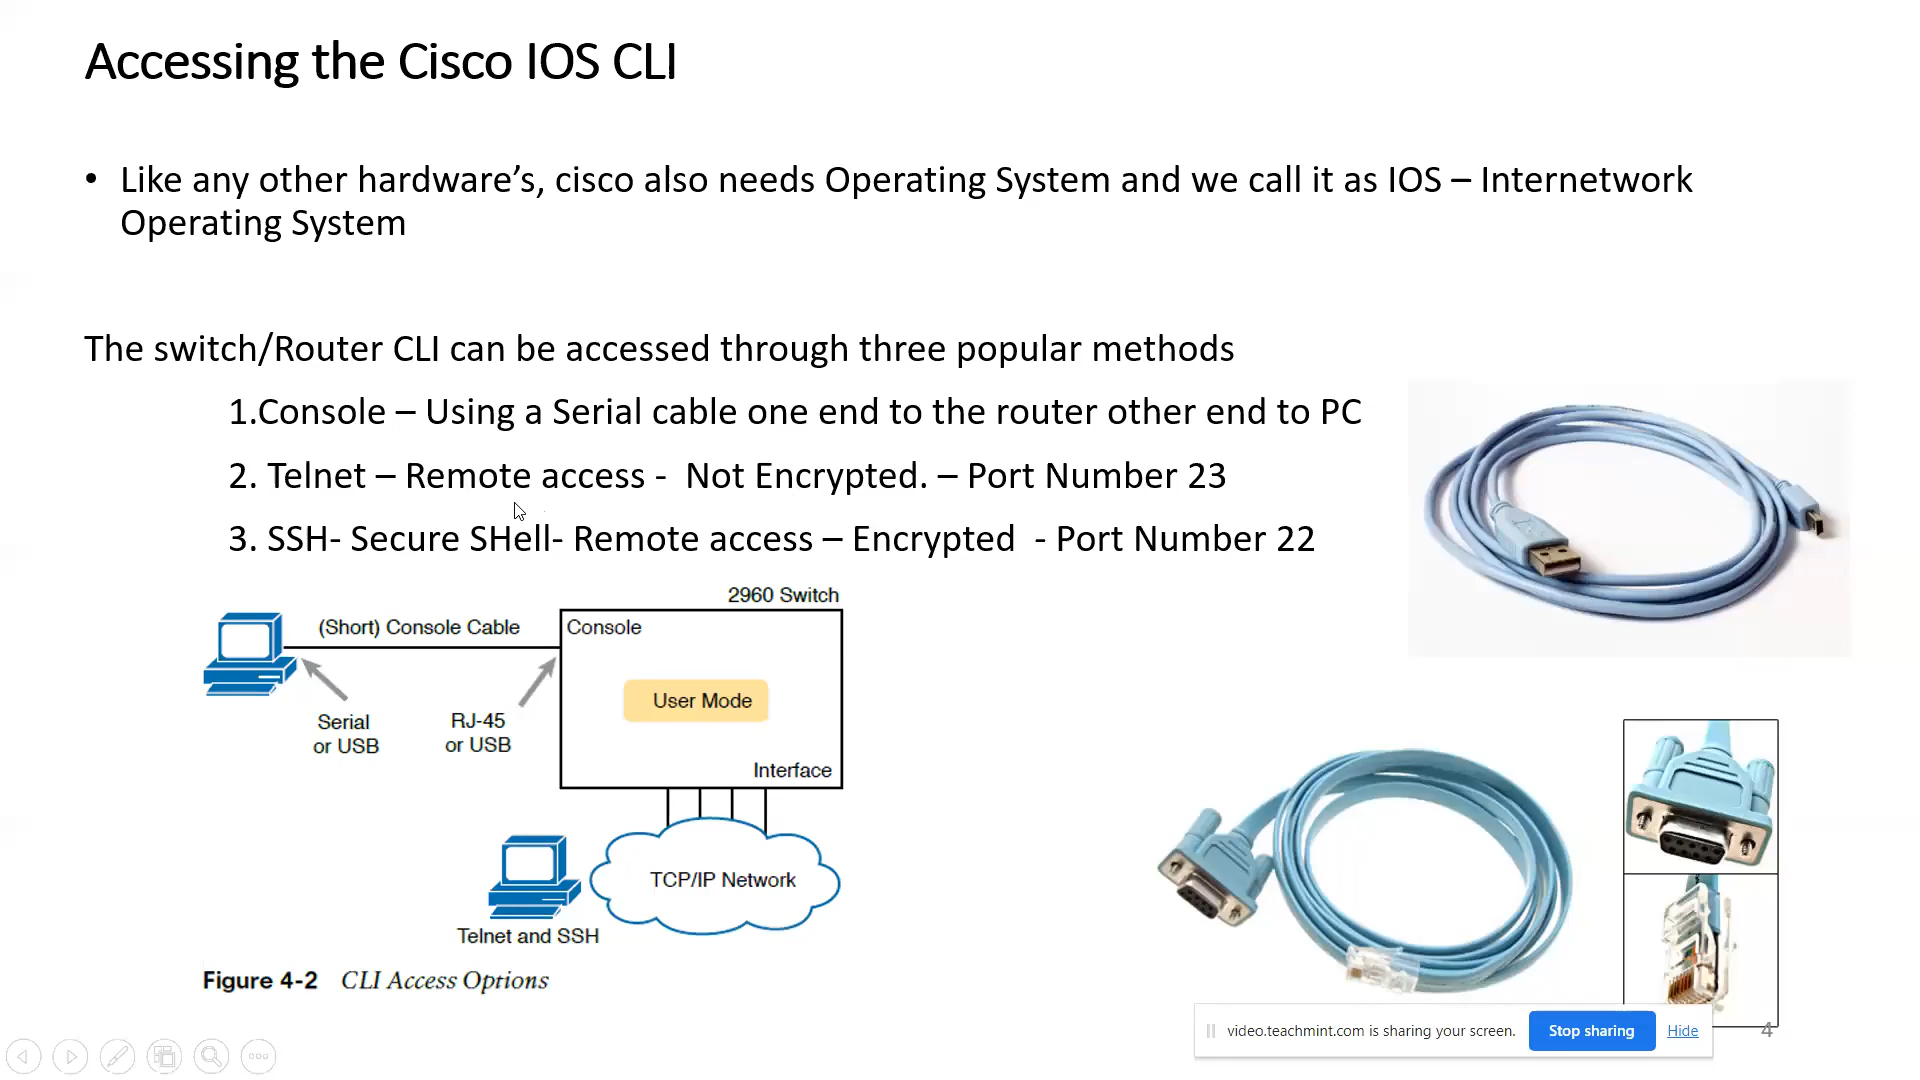 Accessing the Cisco IOS CLI
• Like any other hardware’s, cisco also needs Operating System and we call it as IOS – Internetwork
Operating System
The switch/Router CLI can be accessed through three popular methods
1.Console – Using a Serial cable one end to the router other end to PC
2. Telnet – Remote access -  Not Encrypted. – Port Number 23
3. SSH- Secure SHell- Remote access – Encrypted  - Port Number 22
2960 Switch
(Short) Console Cable
Console
User Mode
Serial
or USB
RJ-45
or USB
Interface
TCP/IP Network
Telnet and SSH
Figure 4-2 CLI Access Options
video.teachmint.com is sharing your screen.
Stop sharing
Hide
4